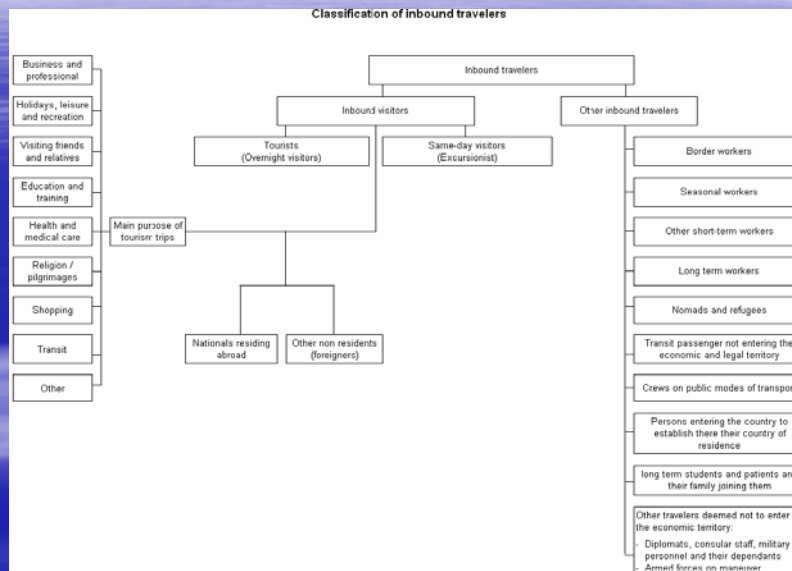 Classification of inbound travelers
Inbound travelers
Inbound visitors
Other inbound travelers
Tourists
(Overnight visitors)
Same-day visitors
(Excursionist)
Business and
professional
Holidays, leisure
and recreation
Visiting friends
and relatives
Education and
training
Health and
medical care
Religion /
pilgrimages
Shopping
Transit
Other
Main purpose of
tourism trips
Nationals residing
abroad
Other non residents
(foreigners)
Border workers
Seasonal workers
Other short-term workers
Long term workers
Nomads and refugees
Transit passenger not entering the
economic and legal territory
Crews on public modes of transpor
Persons entering the country to
establish there their country of
residence
long term students and patients an
their family joining them
Other travelers deemed not to enter
the economic territory:
- Diplomats, consular staff, military
personnel and their dependants
- Armed forces on maneuver